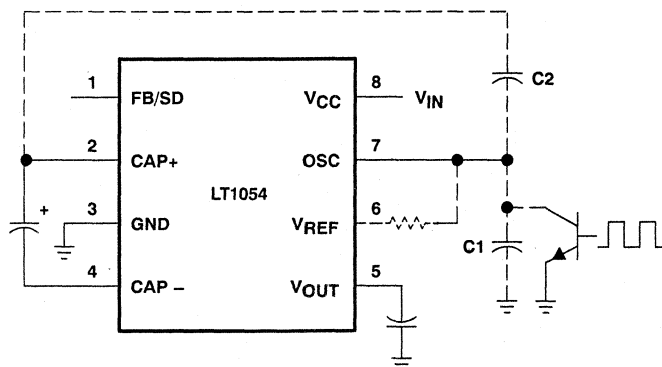 C2
1
FB/SD
VCC
8
VIN
2
CAP+
OSC
7
LT1054
+
3
GND
VREF
6
C1
4
CAP –
VOUT
5